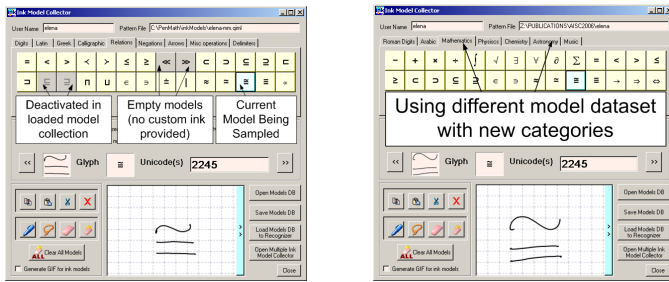 Ink Model Collector
User Name elena Pattern File C:\PenMath\inkModels\elena-nm.qiml
Digits Latin Greek Calligraphic Relations Negations Arrows Misc operations Delimiters
= < > ≺ ≻ ≤ ≥ ≪ ≫ ⊂ ⊃ ⊆ ⊇ ⊏
⊐ ⊑ ⊒ ⊓ ⊔ ∈ ∋ ≐ | ≈ ≃ ≅ ≡ ∝
Deactivated in
loaded model
collection
Empty models
(no custom ink
provided)
Current
Model Being
Sampled
<< Glyph ≅ Unicode(s) 2245 >>
Open Models DB
Save Models DB
Load Models DB
to Recognizer
Open Multiple Ink
Model Collector
ALL Clear All Models
Generate GIF for ink models
Close
Ink Model Collector
User Name elena Pattern File Z:\PUBLICATIONS\AISC2006\elena
Roman Digits Arabic Mathematics Physics Chemistry Astronomy Music
− + × ÷ ∫ √ ∃ ∀ ∂ ∑ = < > ≤
≥ ⊂ ⊃ ⊆ ⊇ ∈ ∋ ≅ ≡ → ⇒ ⇔
Using different model dataset
with new categories
<< Glyph ≅ Unicode(s) 2245 >>
Open Models DB
Save Models DB
Load Models DB
to Recognizer
Open Multiple Ink
Model Collector
ALL Clear All Models
Generate GIF for ink models
Close